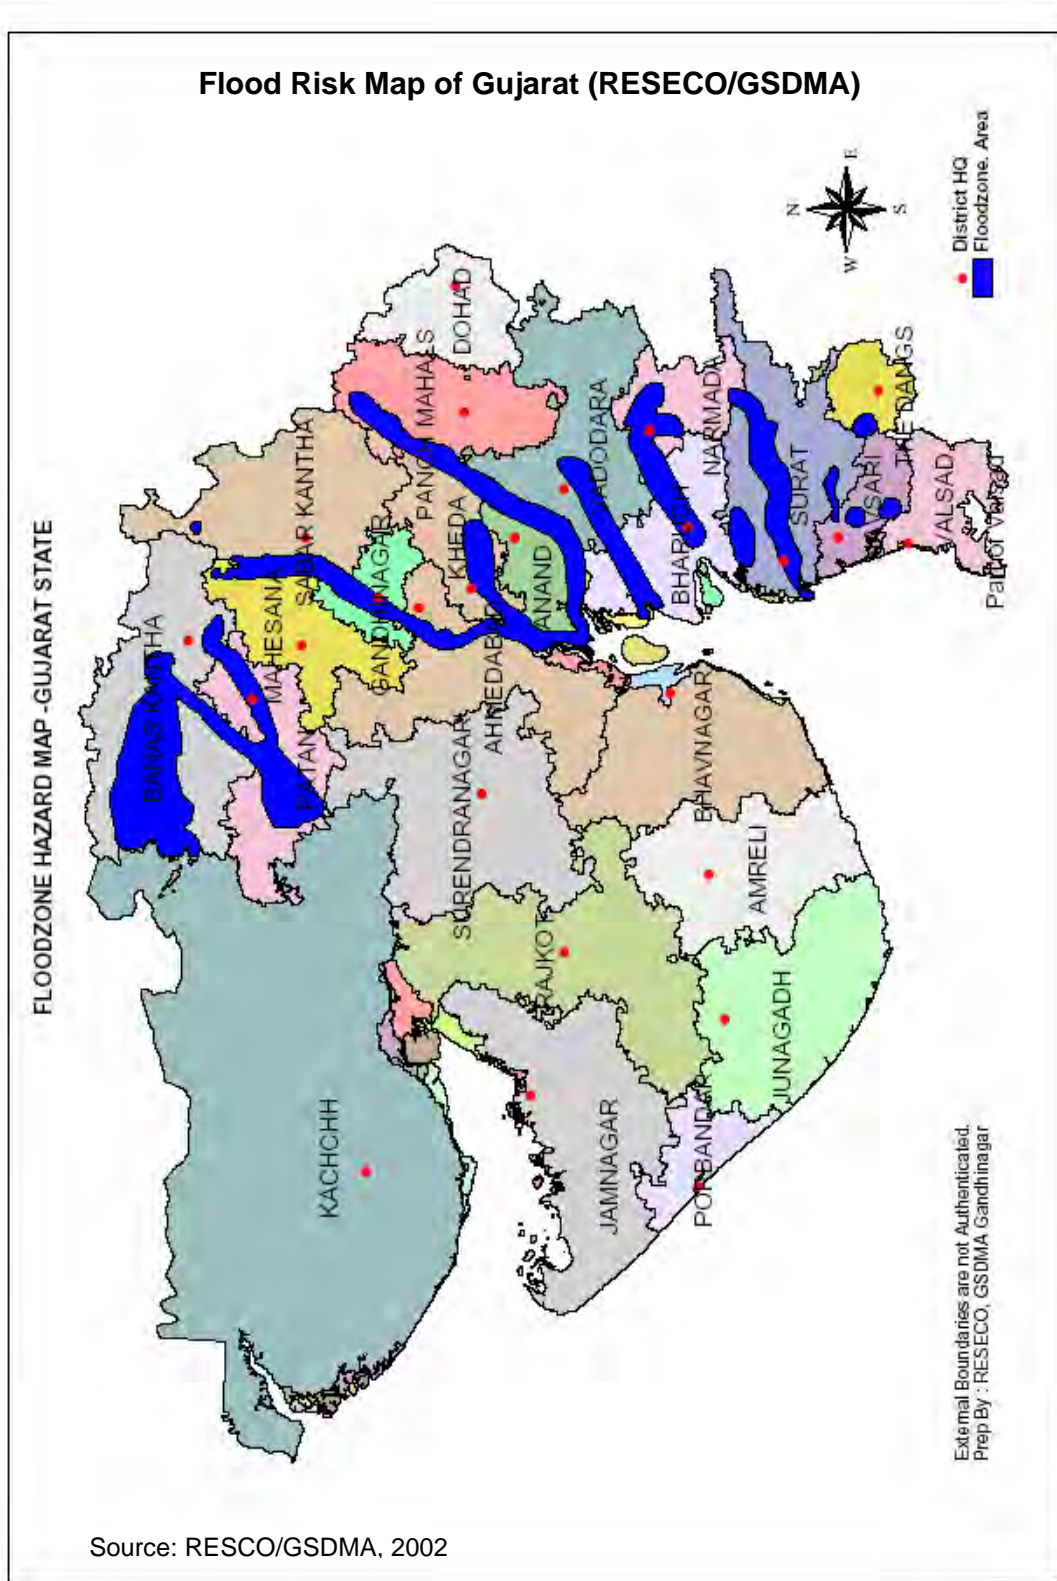 Flood Risk Map of Gujarat (RESECO/GSDMA)
FLOODZONE HAZARD MAP -GUJARAT STATE
N
E
W
S
District HQ
Floodzone. Area
BANAS KANTHA
PATAN
MAHESANA
SABAR KANTHA
GANDHINAGAR
AHMEDABAD
KHEDA
PANCH MAHALS
DOHAD
ANAND
VADODARA
NARMADA
BHARUCH
SURAT
THE DANGS
NAVSARI
VALSAD
Part of Valsad
KACHCHH
SURENDRANAGAR
RAJKOT
JAMNAGAR
PORBANDAR
JUNAGADH
AMRELI
BHAVNAGAR
External Boundaries are not Authenticated.
Prep By : RESECO, GSDMA Gandhinagar
Source: RESCO/GSDMA, 2002